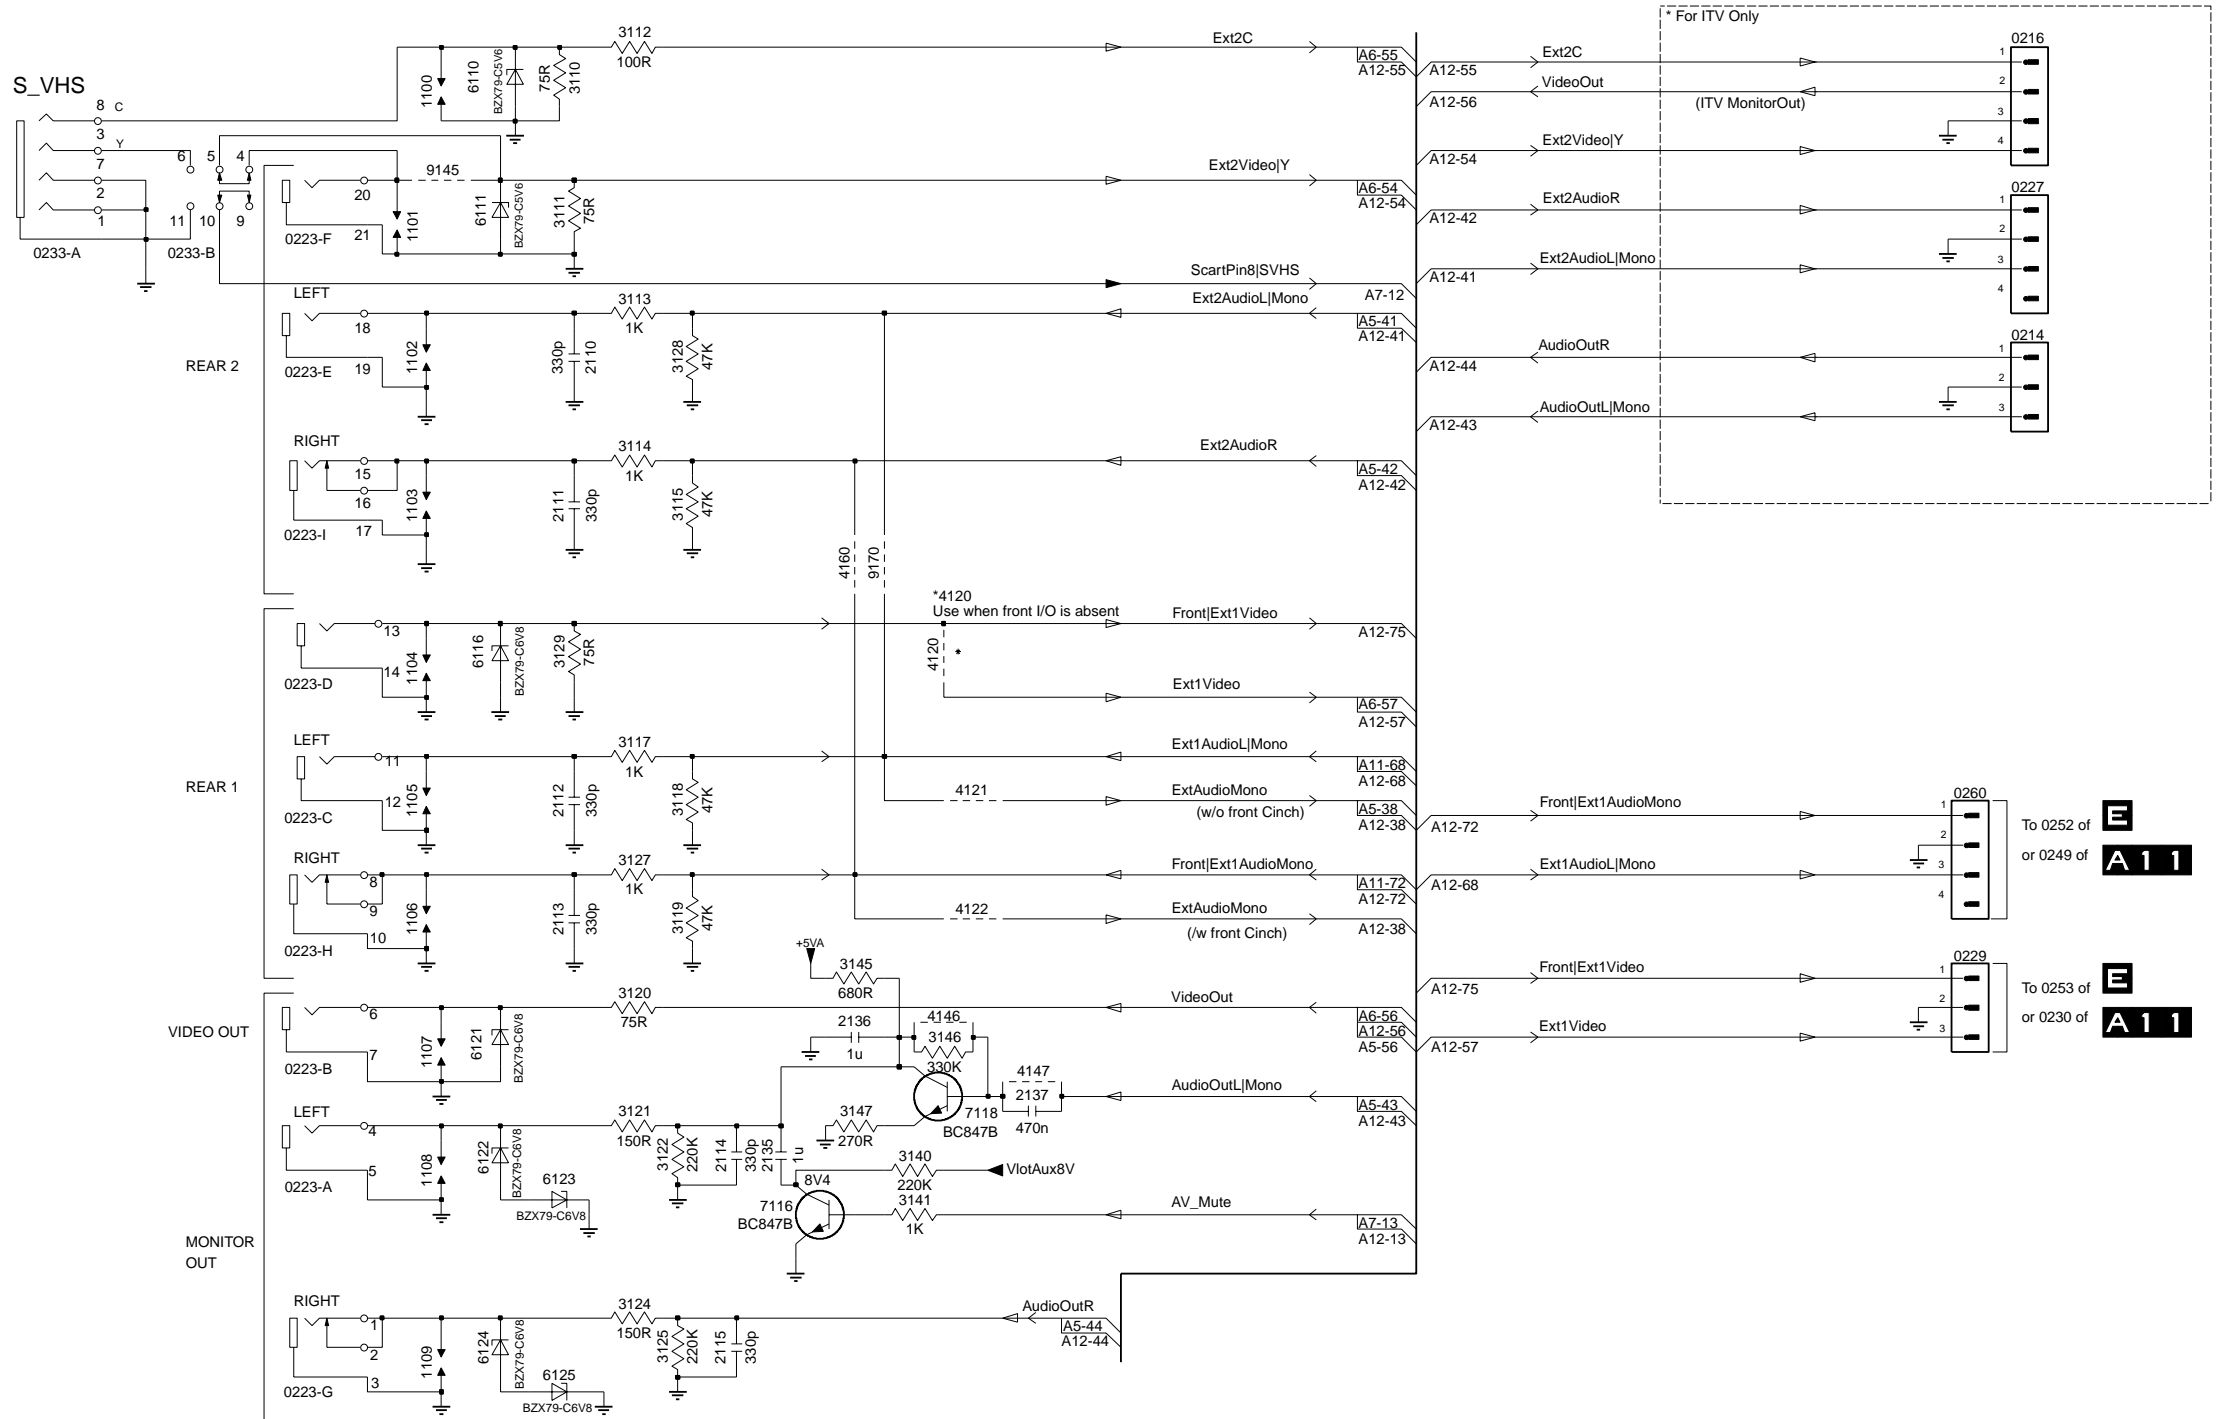 * For ITV Only
S_VHS
8 C
3
Y
7
2
1
6
5
4
11
10
9
0233-A
0233-B
1100
6110
BZX79-C5V6
75R
3110
3112
100R
Ext2C
A6-55
A12-55
20
21
0223-F
9145
1101
6111
BZX79-C5V6
3111
75R
Ext2Video|Y
A6-54
A12-54
ScartPin8|SVHS
A7-12
REAR 2
LEFT
18
19
0223-E
1102
330p
2110
3113
1K
3128
47K
Ext2AudioL|Mono
A5-41
A12-41
RIGHT
15
16
17
0223-I
1103
2111
330p
3114
1K
3115
47K
Ext2AudioR
A5-42
A12-42
4160
9170
REAR 1
13
14
0223-D
1104
6116
BZX79-C6V8
3129
75R
*4120
Use when front I/O is absent
4120
*
Front|Ext1Video
A12-75
Ext1Video
A6-57
A12-57
LEFT
11
12
0223-C
1105
2112
330p
3117
1K
3118
47K
Ext1AudioL|Mono
A11-68
A12-68
4121
ExtAudioMono
(w/o front Cinch)
A5-38
A12-38
RIGHT
8
9
10
0223-H
1106
2113
330p
3127
1K
3119
47K
Front|Ext1AudioMono
A11-72
A12-72
4122
ExtAudioMono
(/w front Cinch)
A12-38
VIDEO OUT
6
7
0223-B
1107
6121
BZX79-C6V8
3120
75R
+5VA
3145
680R
VideoOut
A6-56
A12-56
A5-56
2136
1u
4146
3146
330K
4147
2137
470n
7118
BC847B
3147
270R
AudioOutL|Mono
A5-43
A12-43
MONITOR
OUT
LEFT
4
5
0223-A
1108
6122
BZX79-C6V8
6123
BZX79-C6V8
3121
150R
3122
220K
2114
330p
2135
1u
3140
220K
VlotAux8V
8V4
7116
BC847B
3141
1K
AV_Mute
A7-13
A12-13
RIGHT
1
2
3
0223-G
1109
6124
BZX79-C6V8
6125
BZX79-C6V8
3124
150R
3125
220K
2115
330p
AudioOutR
A5-44
A12-44
A12-55
Ext2C
A12-56
VideoOut
(ITV MonitorOut)
A12-54
Ext2Video|Y
0216
1
2
3
4
A12-42
Ext2AudioR
A12-41
Ext2AudioL|Mono
0227
1
2
3
4
A12-44
AudioOutR
A12-43
AudioOutL|Mono
0214
1
2
3
A12-72
Front|Ext1AudioMono
A12-68
Ext1AudioL|Mono
0260
1
2
3
4
To 0252 of E
or 0249 of A11
A12-75
Front|Ext1Video
A12-57
Ext1Video
0229
1
2
3
To 0253 of E
or 0230 of A11